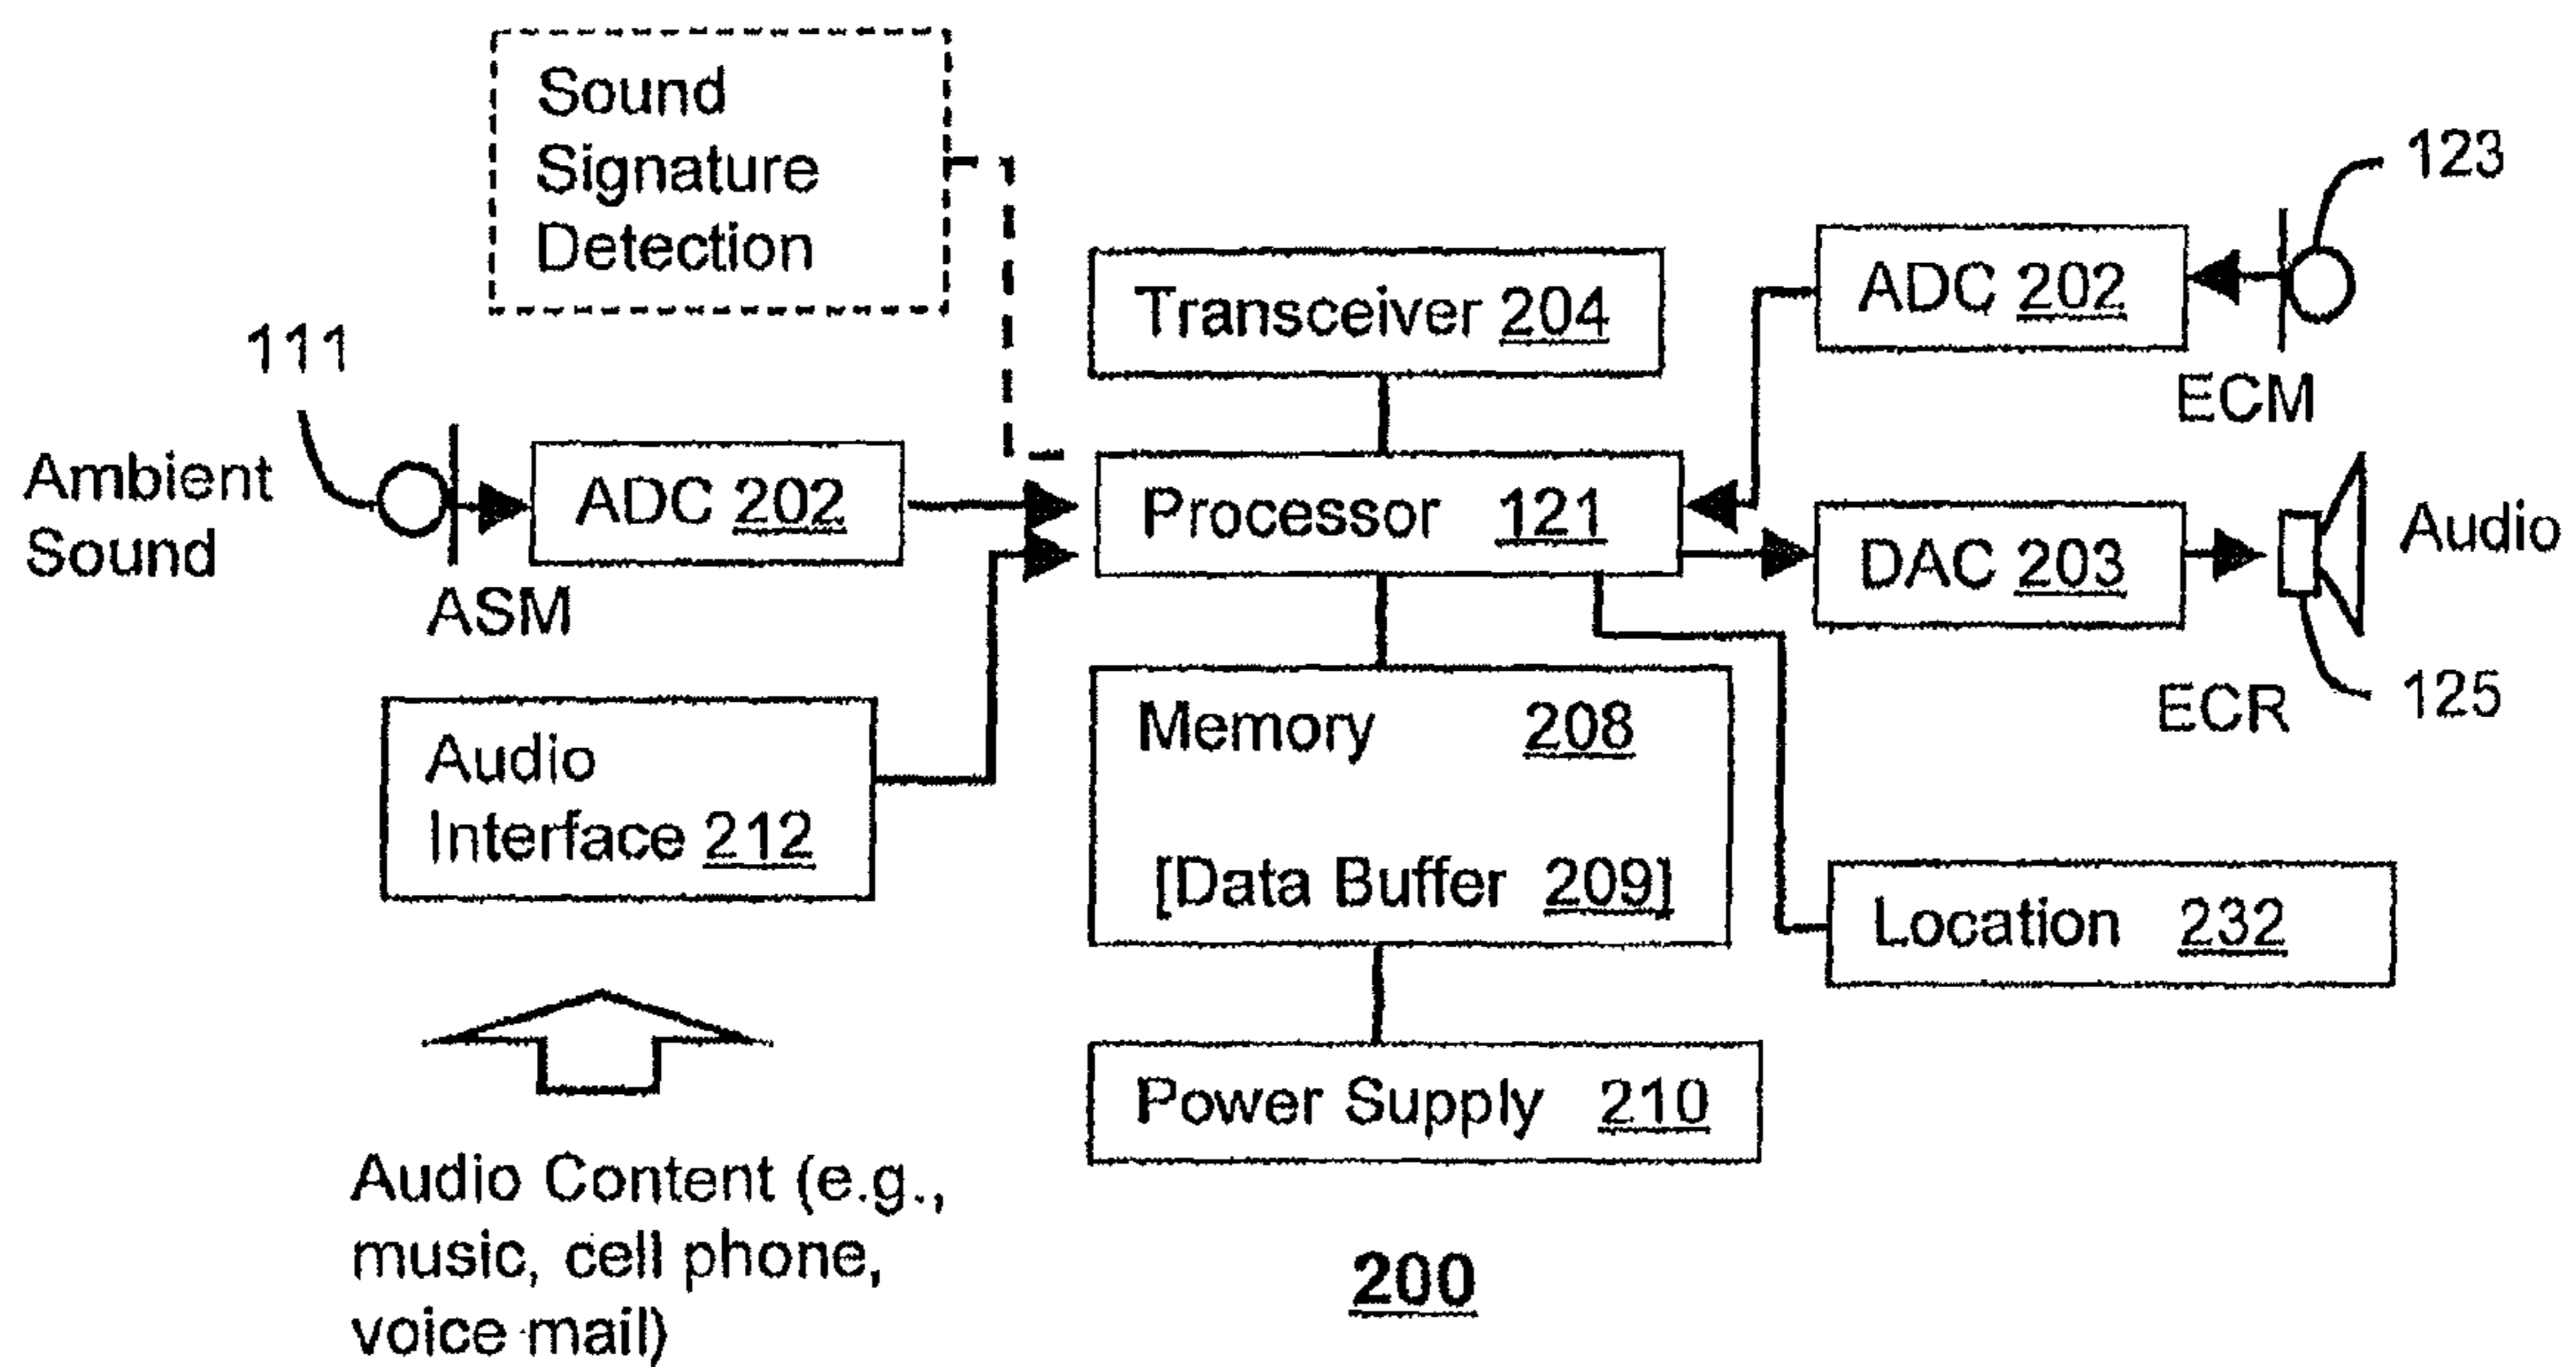 Sound
Signature
Detection
123
Transceiver 204
ADC 202
111
ECM
Ambient
Sound
ADC 202
ASM
Processor 121
DAC 203
Audio
ECR
125
Audio
Interface 212
Memory 208
[Data Buffer 209]
Location 232
Power Supply 210
Audio Content (e.g.,
music, cell phone,
voice mail)
200